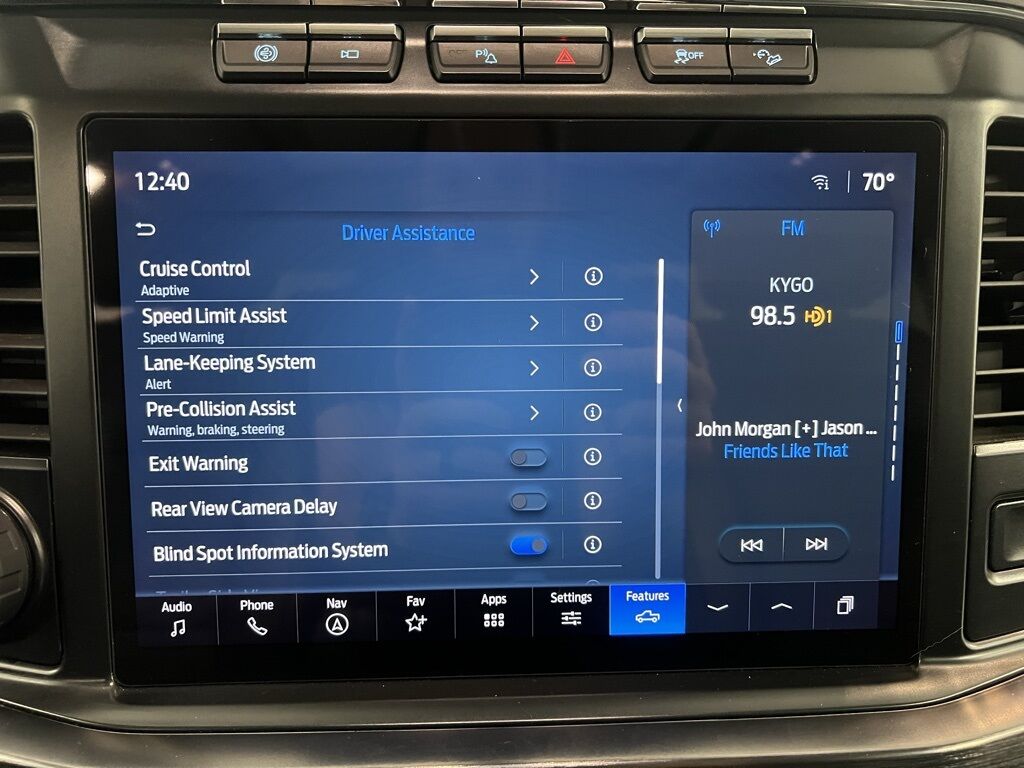 OFF P
OFF
12:40
70°
Driver Assistance
FM
Cruise Control
Adaptive
KYGO
98.5 HD1
Speed Limit Assist
Speed Warning
Lane-Keeping System
Alert
Pre-Collision Assist
Warning, braking, steering
John Morgan [+] Jason ...
Friends Like That
Exit Warning
Rear View Camera Delay
Blind Spot Information System
Audio
Phone
Nav
Fav
Apps
Settings
Features